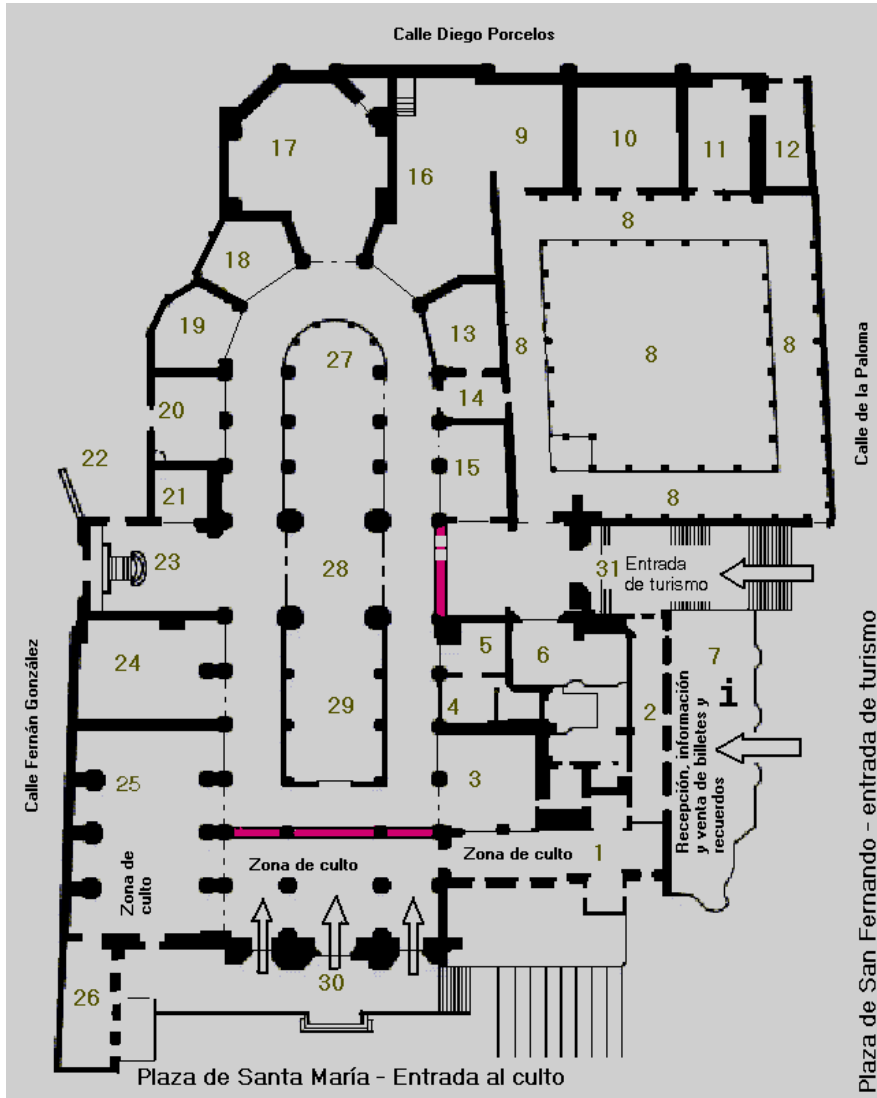 Calle Diego Porcelos
17
9
10
11
12
16
8
18
13
19
27
8
8
8
14
20
22
15
21
8
23
28
31
Entrada
de turismo
5
6
7
24
i
4
29
2
3
25
Recepción, información
y venta de billetes y
recuerdos
1
Zona de culto
Zona de culto
Zona de
culto
30
26
Calle Fernán González
Calle de la Paloma
Plaza de Santa María - Entrada al culto
Plaza de San Fernando - entrada de turismo